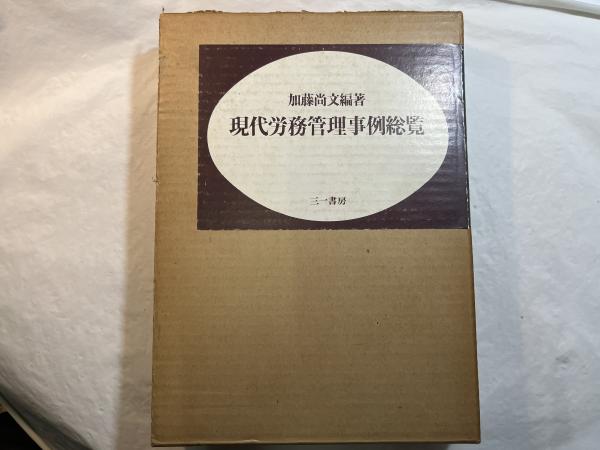 加藤尚文編著
現代労務管理事例総覧
三一書房